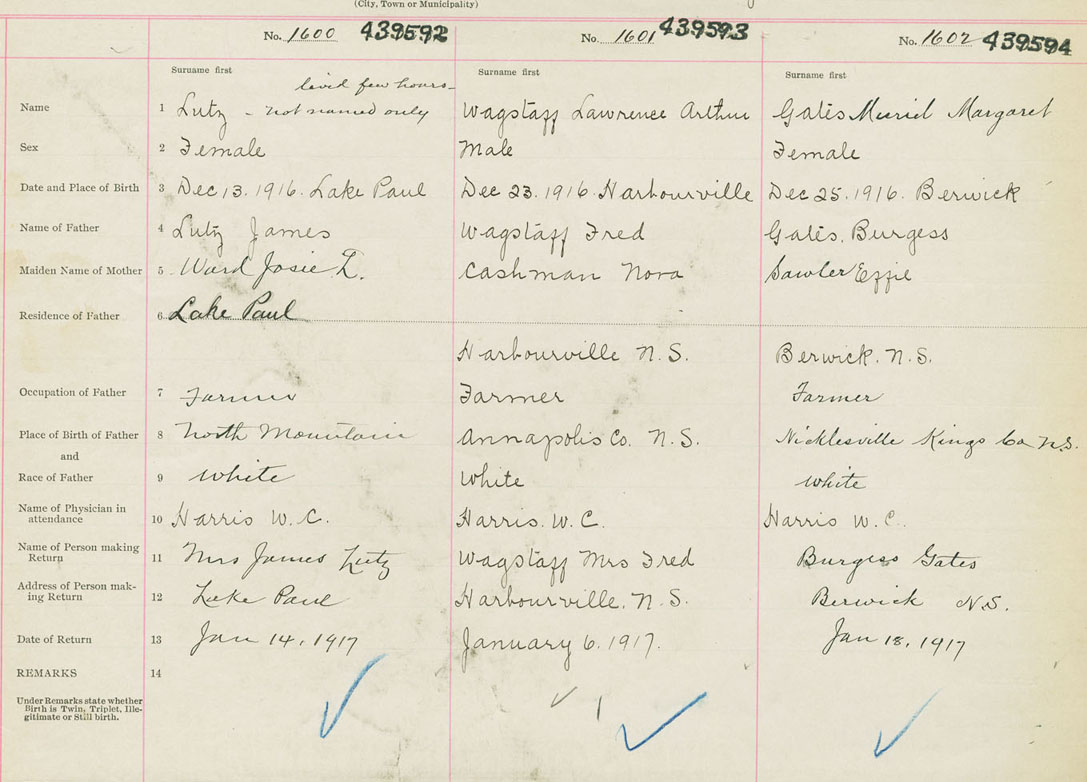 (City, Town or Municipality)
No. 1600 439592 No. 1601 439593 No. 1602 439594
Surname first Surname first Surname first
livid few hours
Name 1 Lutz - not named only Wagstaff Lawrence Arthur Gates Muriel Margaret
Sex 2 Female Male Female
Date and Place of Birth 3 Dec 13. 1916. Lake Paul Dec 23. 1916 Harbourville Dec 25. 1916. Berwick
Name of Father 4 Lutz James Wagstaff Fred Gates. Burgess
Maiden Name of Mother 5 Ward Josie L. Cashman Nora Sawler Effie
Residence of Father 6 Lake Paul
Harbourville N.S. Berwick. N.S.
Occupation of Father 7 Farmer Farmer Farmer
Place of Birth of Father 8 North Mountain Annapolis Co. N.S. Nicklesville Kings Co N.S.
and
Race of Father 9 White White White
Name of Physician in
attendance 10 Harris W.C. Harris. W.C. Harris W.C.
Name of Person making
Return 11 Mrs James Lutz Wagstaff Mrs Fred Burgess Gates
Address of Person mak-
ing Return 12 Lake Paul Harbourville. N.S. Berwick N.S.
Date of Return 13 Jan 14, 1917 January 6. 1917. Jan 18, 1917
REMARKS 14
Under Remarks state whether
Birth is Twin, Triplet, Ille-
gitimate or Still birth.